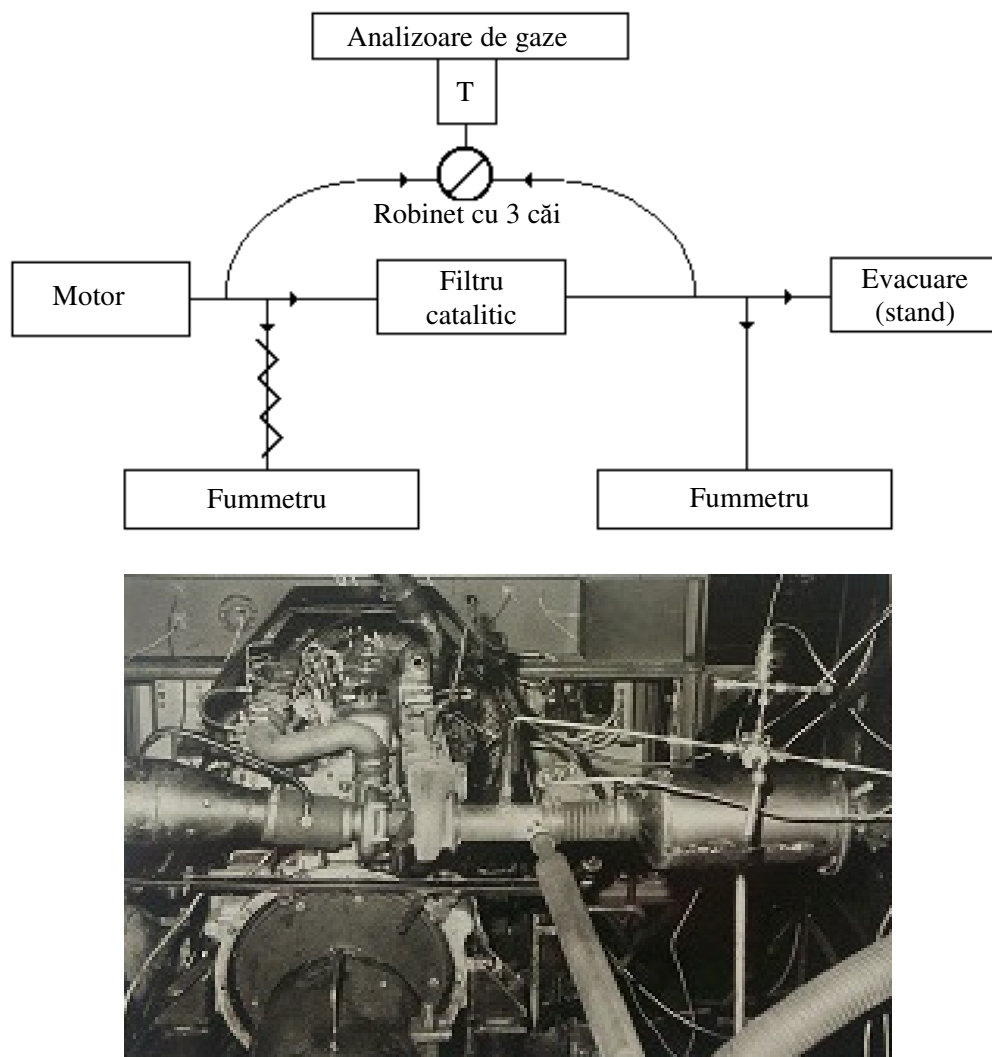 Analizoare de gaze
T
Robinet cu 3 căi
Motor
Filtru
catalitic
Evacuare
(stand)
Fummetru
Fummetru